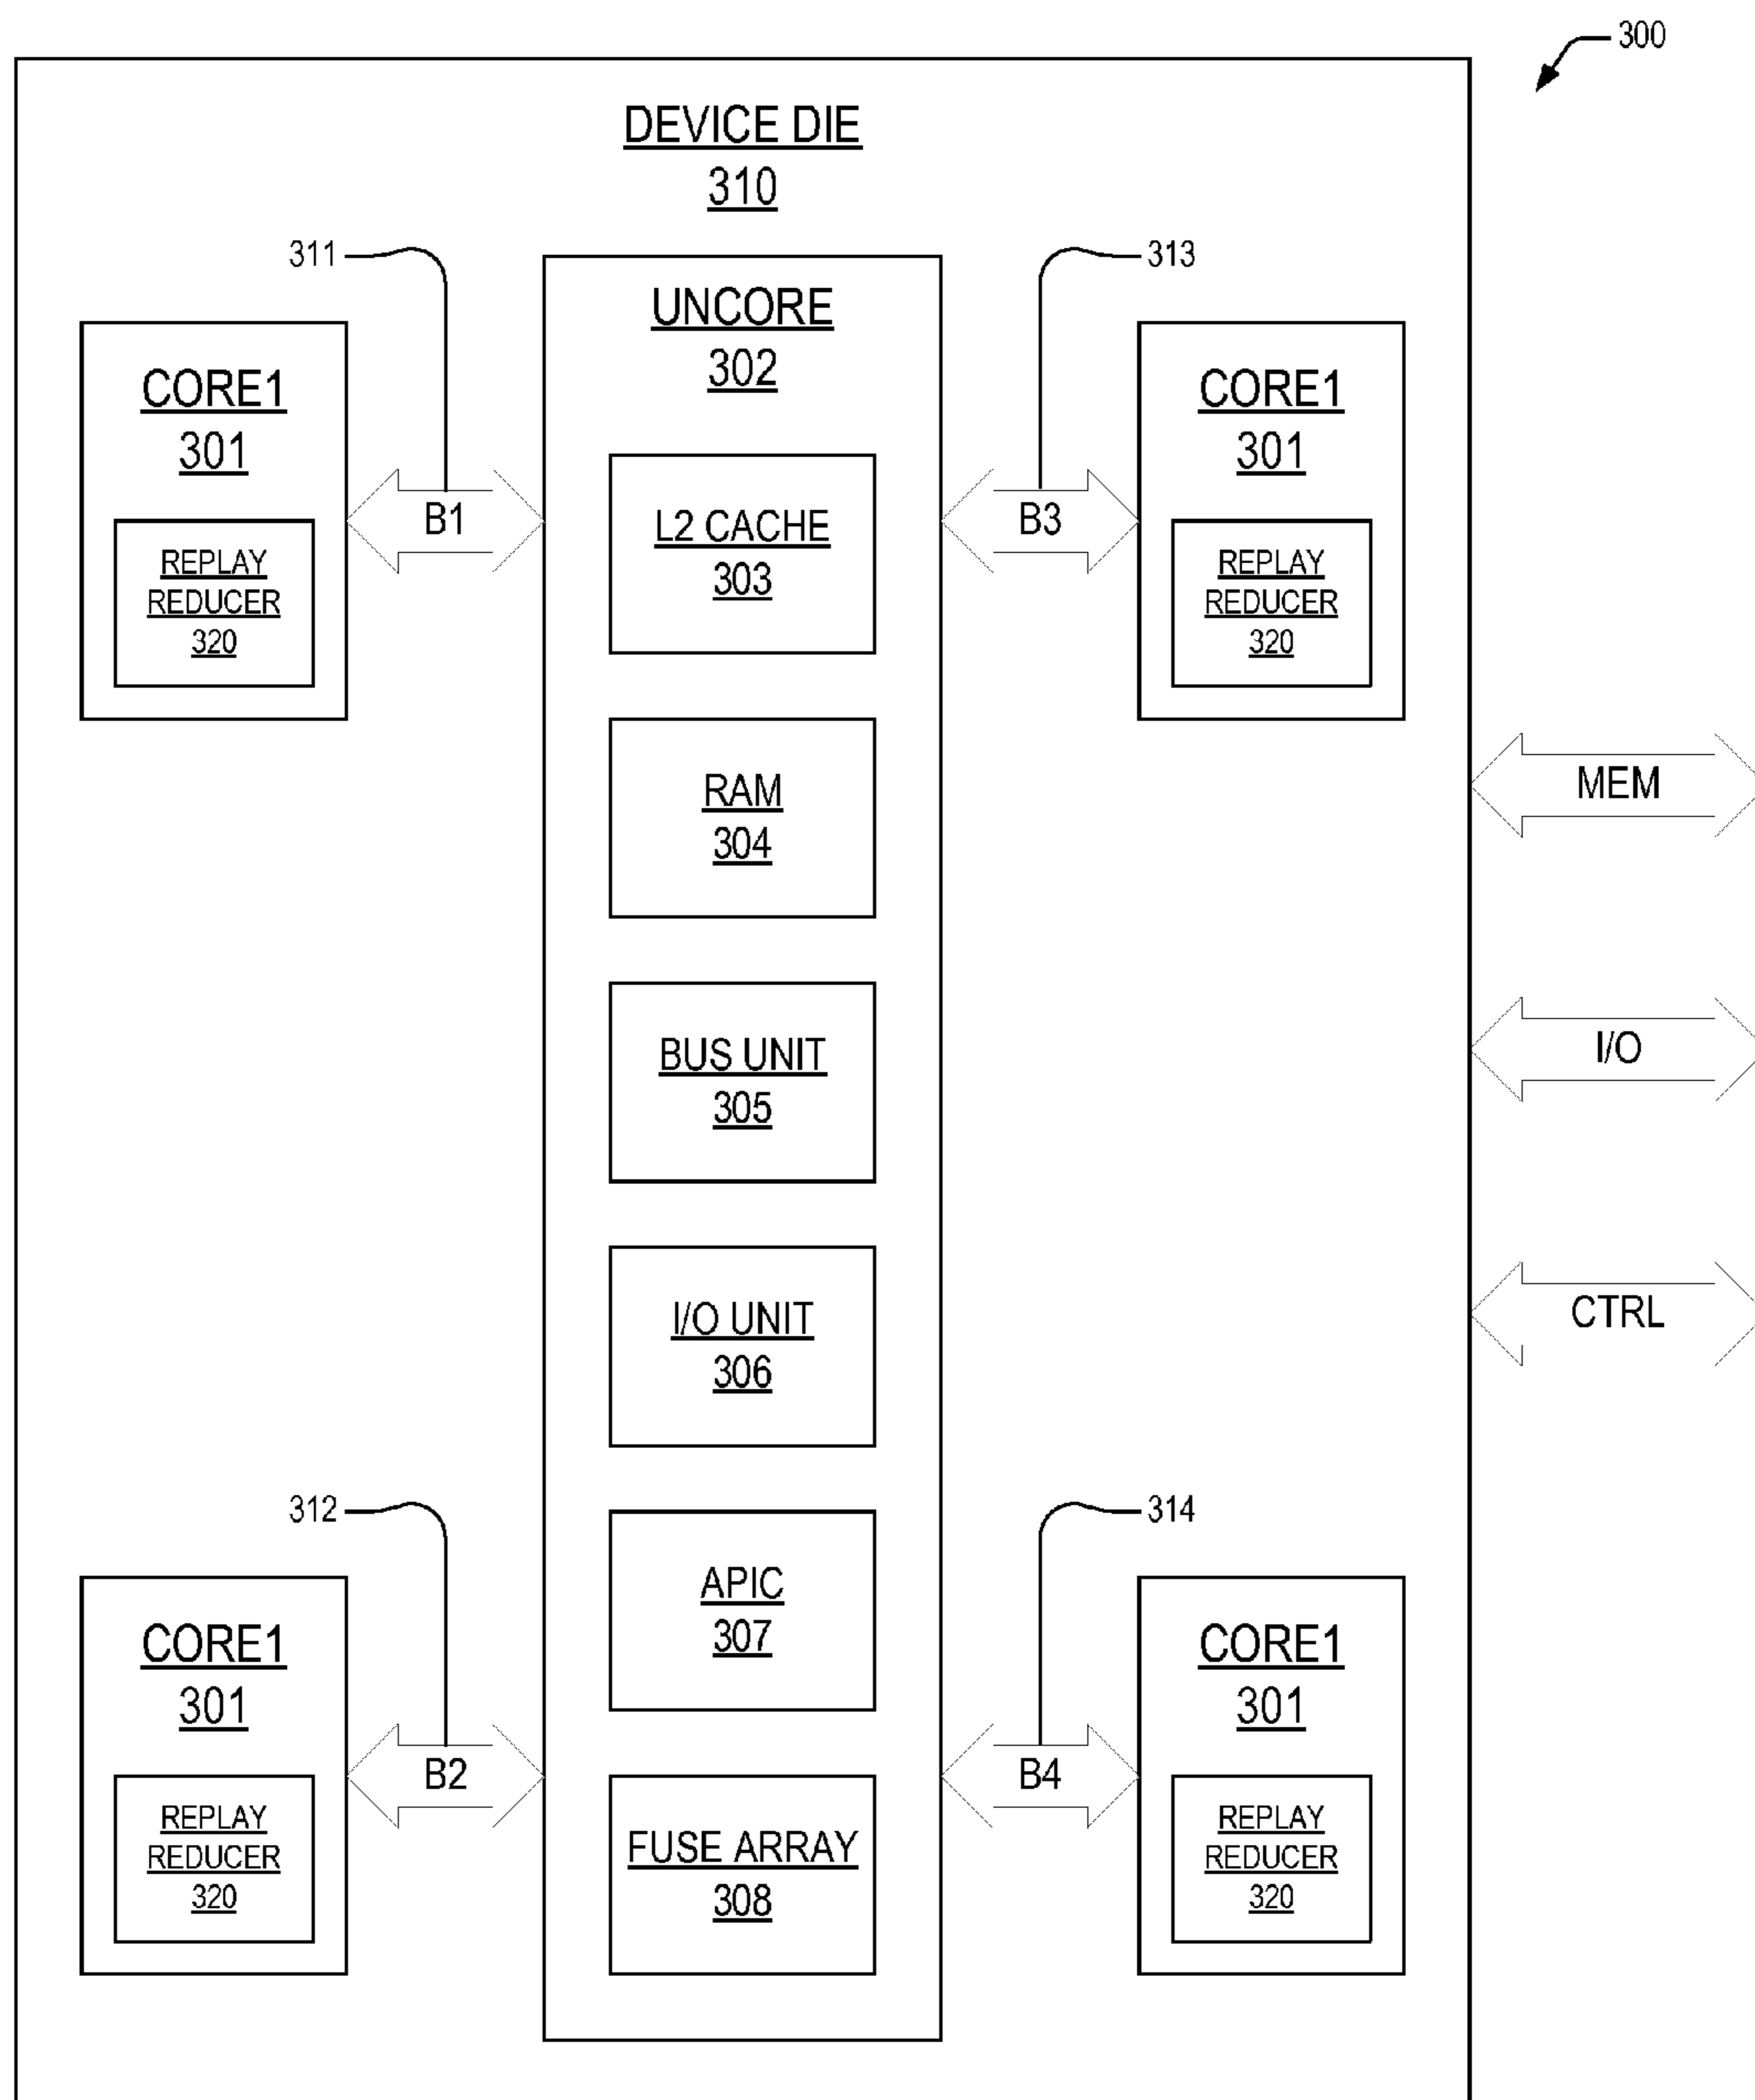 300
DEVICE DIE
310
311
313
UNCORE
302
CORE1
301
REPLAY
REDUCER
320
B1
L2 CACHE
303
B3
CORE1
301
REPLAY
REDUCER
320
RAM
304
MEM
BUS UNIT
305
I/O
I/O UNIT
306
CTRL
312
314
APIC
307
CORE1
301
REPLAY
REDUCER
320
B2
FUSE ARRAY
308
B4
CORE1
301
REPLAY
REDUCER
320